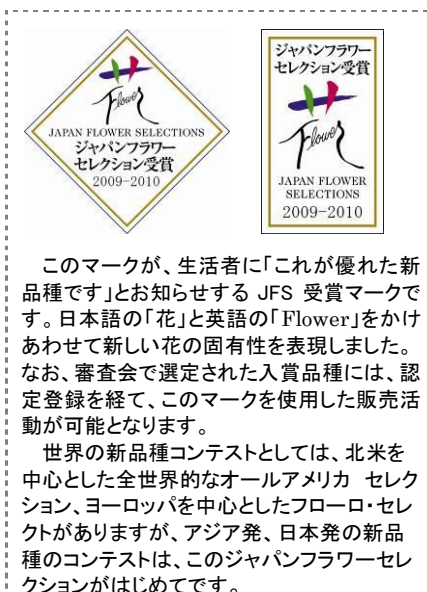 花
Flower
JAPAN FLOWER SELECTIONS
ジャパンフラワー
セレクション受賞
2009-2010
ジャパンフラワー
セレクション受賞
花
Flower
JAPAN FLOWER
SELECTIONS
2009-2010
このマークが、生活者に「これが優れた新
品種です」とお知らせする JFS 受賞マークで
す。日本語の「花」と英語の「Flower」をかけ
あわせて新しい花の固有性を表現しました。
なお、審査会で選定された入賞品種には、認
定登録を経て、このマークを使用した販売活
動が可能となります。
世界の新品種コンテストとしては、北米を
中心とした全世界的なオールアメリカ セレク
ション、ヨーロッパを中心としたフローロ・セレ
クトがありますが、アジア発、日本発の新品
種のコンテストは、このジャパンフラワーセレ
クションがはじめてです。